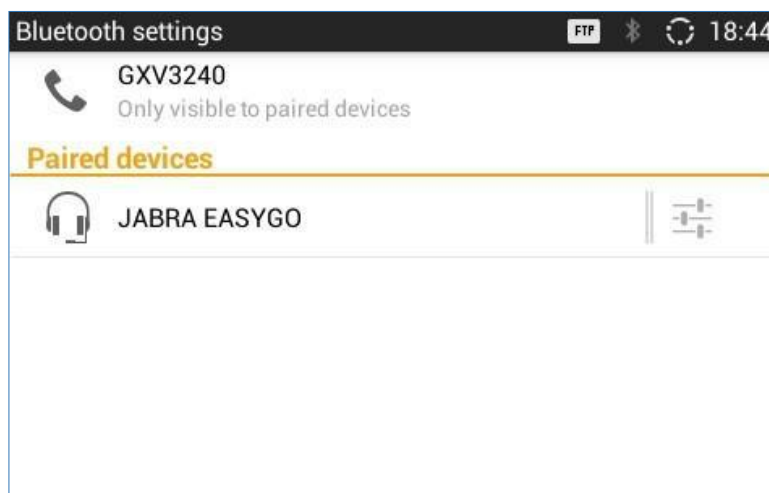 Bluetooth settings FTP 18:44
GXV3240
Only visible to paired devices
Paired devices
JABRA EASYGO